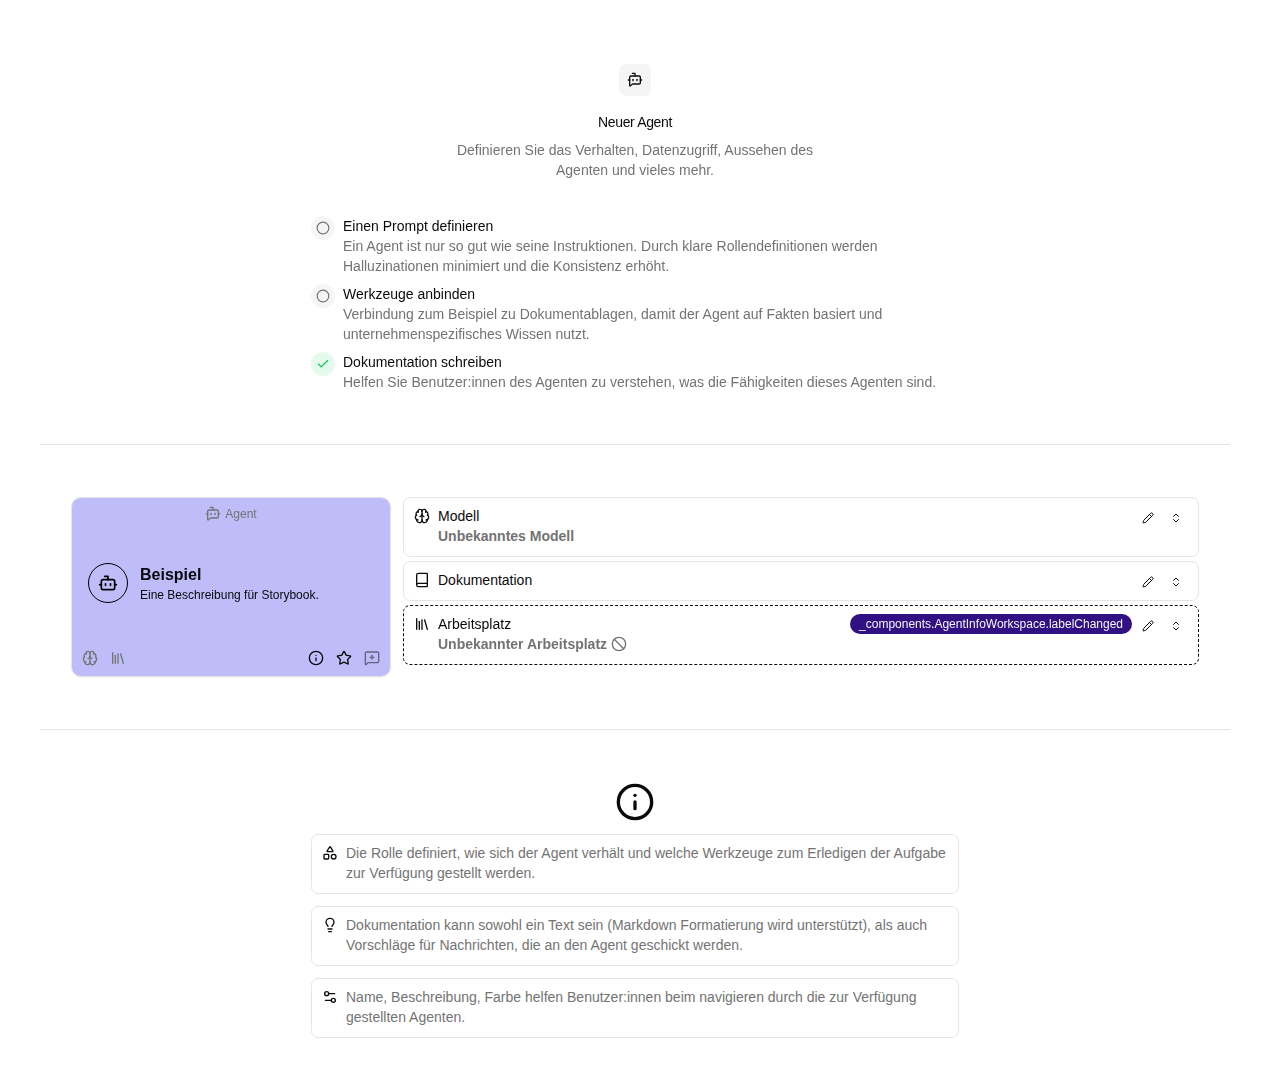 Neuer Agent
Definieren Sie das Verhalten, Datenzugriff, Aussehen des
Agenten und vieles mehr.
Einen Prompt definieren
Ein Agent ist nur so gut wie seine Instruktionen. Durch klare Rollendefinitionen werden
Halluzinationen minimiert und die Konsistenz erhöht.
Werkzeuge anbinden
Verbindung zum Beispiel zu Dokumentablagen, damit der Agent auf Fakten basiert und
unternehmenspezifisches Wissen nutzt.
Dokumentation schreiben
Helfen Sie Benutzer:innen des Agenten zu verstehen, was die Fähigkeiten dieses Agenten sind.
Agent
Beispiel
Eine Beschreibung für Storybook.
Modell
Unbekanntes Modell
Dokumentation
Arbeitsplatz
_components.AgentInfoWorkspace.labelChanged
Unbekannter Arbeitsplatz
Die Rolle definiert, wie sich der Agent verhält und welche Werkzeuge zum Erledigen der Aufgabe
zur Verfügung gestellt werden.
Dokumentation kann sowohl ein Text sein (Markdown Formatierung wird unterstützt), als auch
Vorschläge für Nachrichten, die an den Agent geschickt werden.
Name, Beschreibung, Farbe helfen Benutzer:innen beim navigieren durch die zur Verfügung
gestellten Agenten.